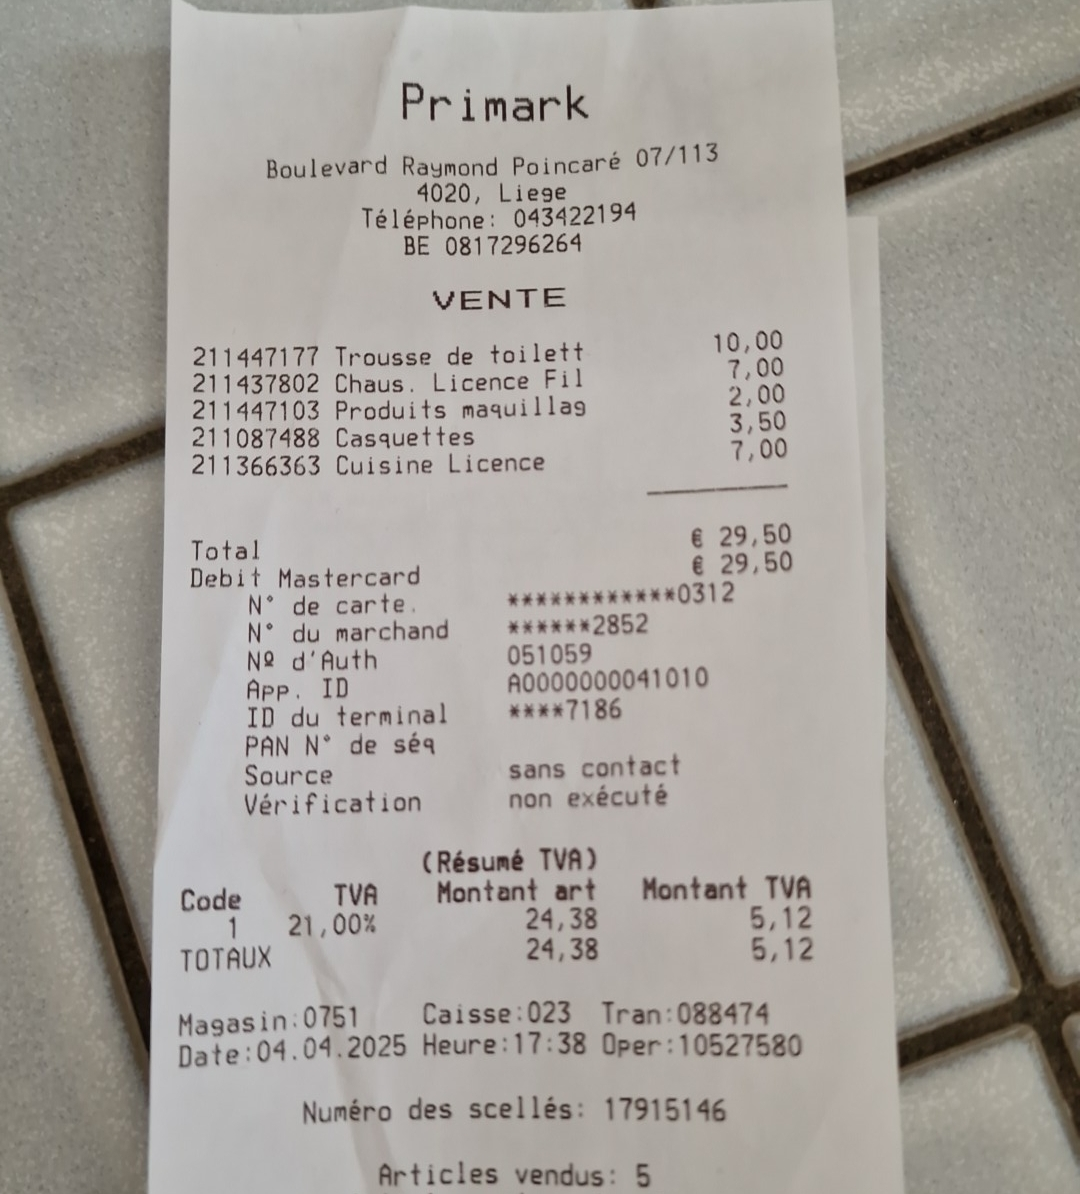 Primark
Boulevard Raymond Poincaré 07/113
4020, Liege
Téléphone: 043422194
BE 0817296264
VENTE
211447177 Trousse de toilett 10,00
211437802 Chaus. Licence Fil 7,00
211447103 Produits maquillag 2,00
211087488 Casquettes 3,50
211366363 Cuisine Licence 7,00
Total € 29,50
Debit Mastercard € 29,50
N° de carte. ************0312
N° du marchand ******2852
Nº d'Auth 051059
App. ID A0000000041010
ID du terminal ****7186
PAN N° de séq
Source sans contact
Vérification non exécuté
(Résumé TVA)
Code TVA Montant art Montant TVA
1 21,00% 24,38 5,12
TOTAUX 24,38 5,12
Magasin:0751 Caisse:023 Tran:088474
Date:04.04.2025 Heure:17:38 Oper:10527580
Numéro des scellés: 17915146
Articles vendus: 5